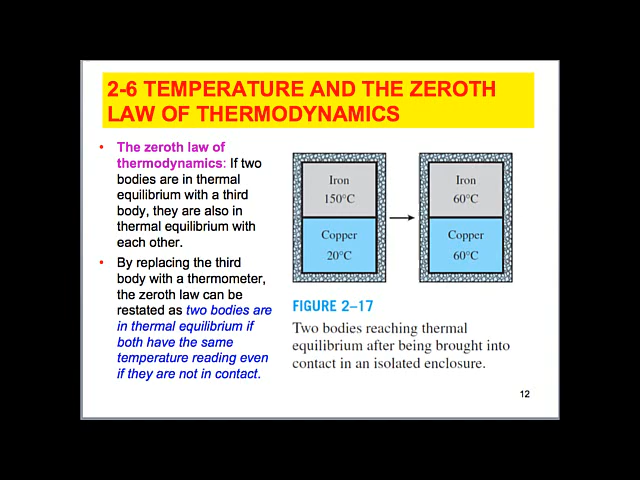 2-6 TEMPERATURE AND THE ZEROTH
LAW OF THERMODYNAMICS
• The zeroth law of
thermodynamics: If two
bodies are in thermal
equilibrium with a third
body, they are also in
thermal equilibrium with
each other.
• By replacing the third
body with a thermometer,
the zeroth law can be
restated as two bodies are
in thermal equilibrium if
both have the same
temperature reading even
if they are not in contact.
Iron
150°C
Copper
20°C
Iron
60°C
Copper
60°C
FIGURE 2–17
Two bodies reaching thermal
equilibrium after being brought into
contact in an isolated enclosure.
12